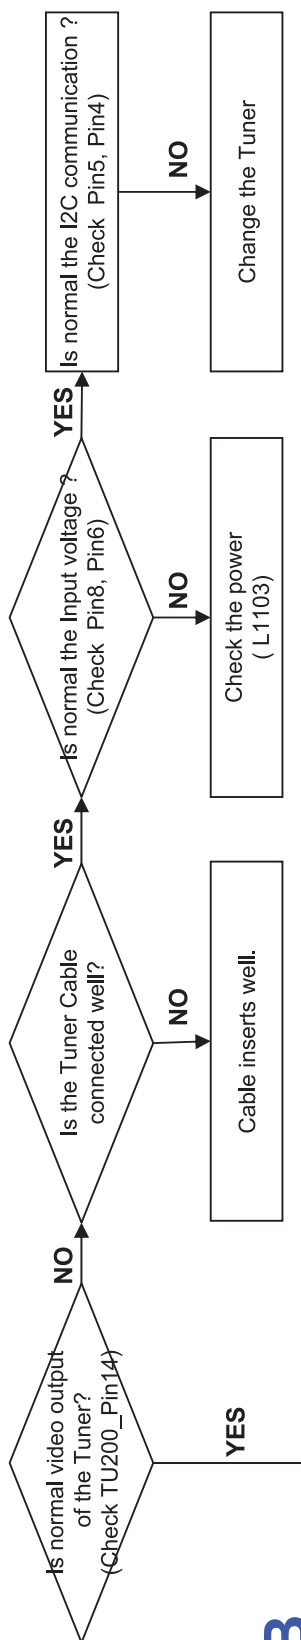 Is normal video output
of the Tuner?
(Check TU200_Pin14)
NO
YES
Is the Tuner Cable
connected well?
YES
NO
Cable inserts well.
Is normal the Input voltage ?
(Check Pin8, Pin6)
YES
NO
Check the power
( L1103)
Is normal the I2C communication ?
(Check Pin5, Pin4)
NO
Change the Tuner
3